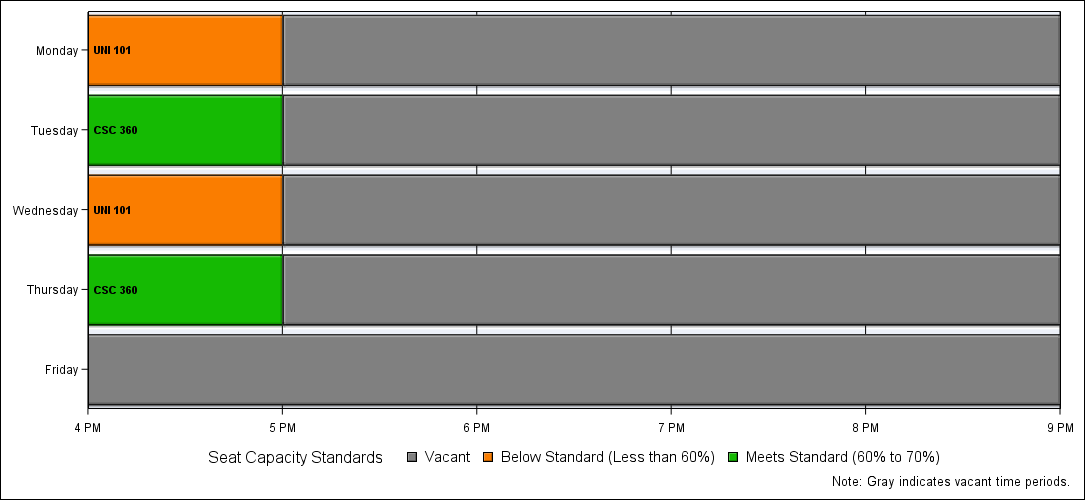 Monday UNI 101
Tuesday CSC 360
Wednesday UNI 101
Thursday CSC 360
Friday
4 PM 5 PM 6 PM 7 PM 8 PM 9 PM
Seat Capacity Standards Vacant Below Standard (Less than 60%) Meets Standard (60% to 70%)
Note: Gray indicates vacant time periods.